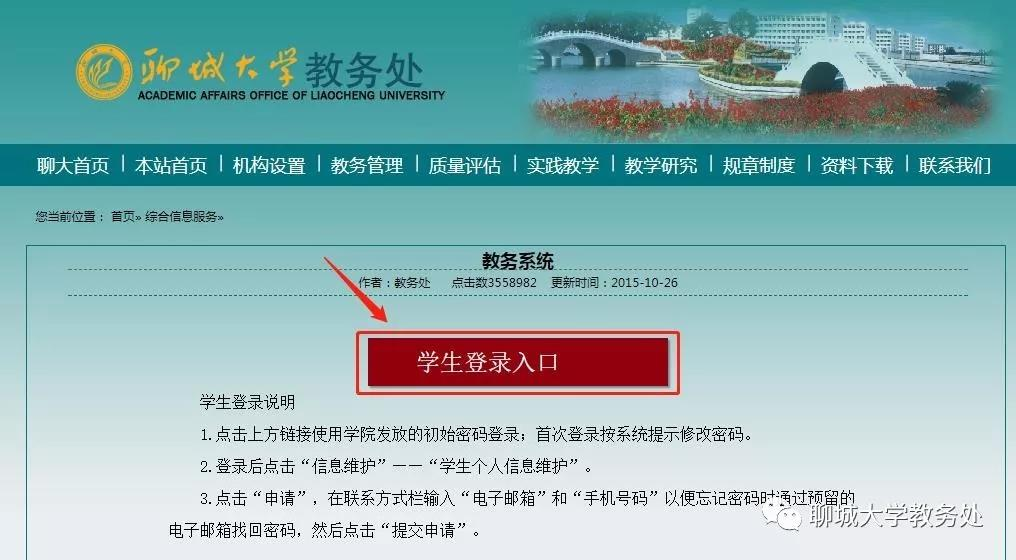 聊城大学教务处
ACADEMIC AFFAIRS OFFICE OF LIAOCHENG UNIVERSITY
聊大首页 | 本站首页 | 机构设置 | 教务管理 | 质量评估 | 实践教学 | 教学研究 | 规章制度 | 资料下载 | 联系我们
您当前位置： 首页» 综合信息服务»
教务系统
作者：教务处 点击数3558982 更新时间：2015-10-26
学生登录入口
学生登录说明
1.点击上方链接使用学院发放的初始密码登录；首次登录按系统提示修改密码。
2.登录后点击“信息维护”——“学生个人信息维护”。
3.点击“申请”，在联系方式栏输入“电子邮箱”和“手机号码”以便忘记密码时通过预留的
电子邮箱找回密码，然后点击“提交申请”。
聊城大学教务处